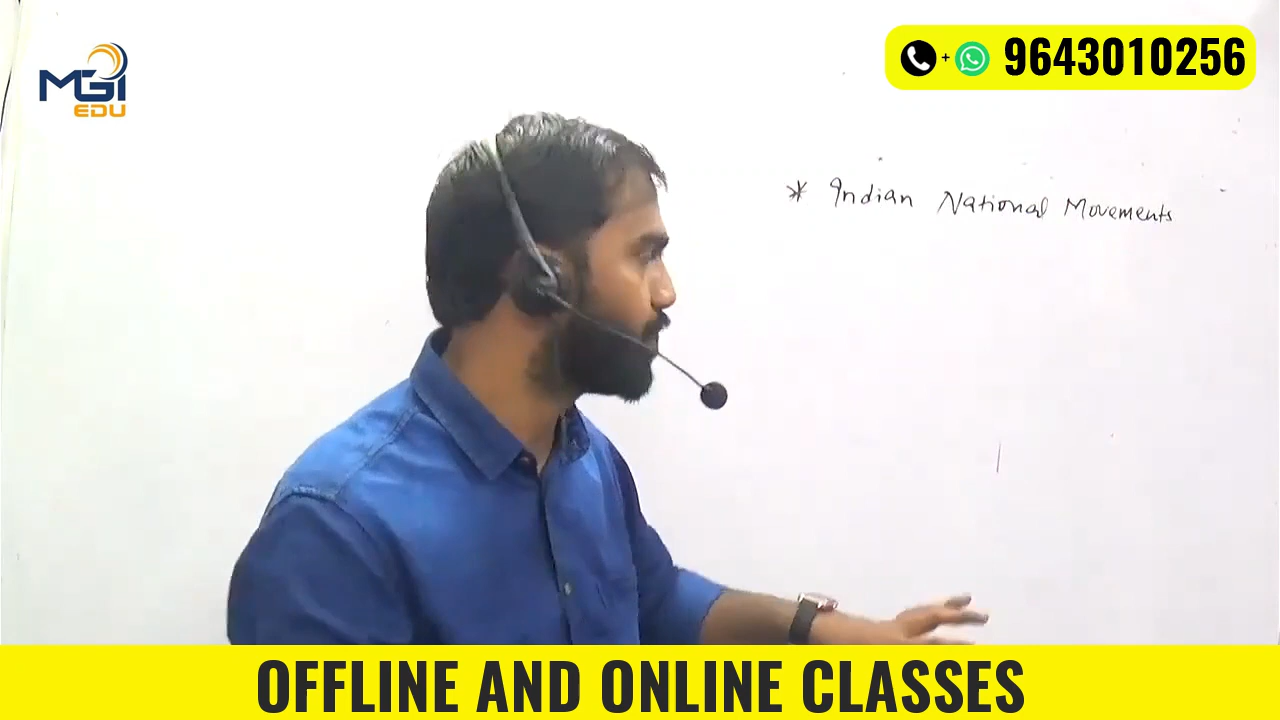 MGI
EDU
+ 9643010256
* Indian National Movements
OFFLINE AND ONLINE CLASSES